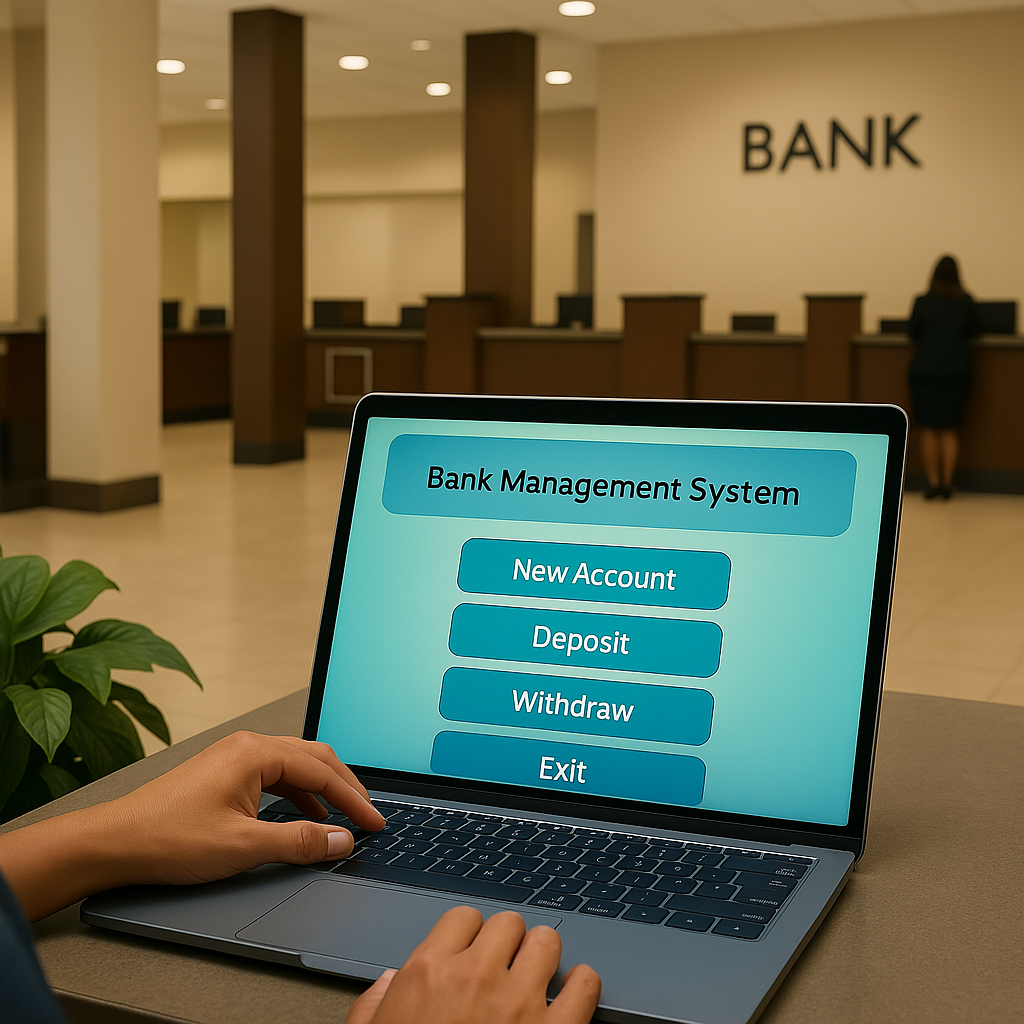 BANK
Bank Management System
New Account
Deposit
Withdraw
Exit